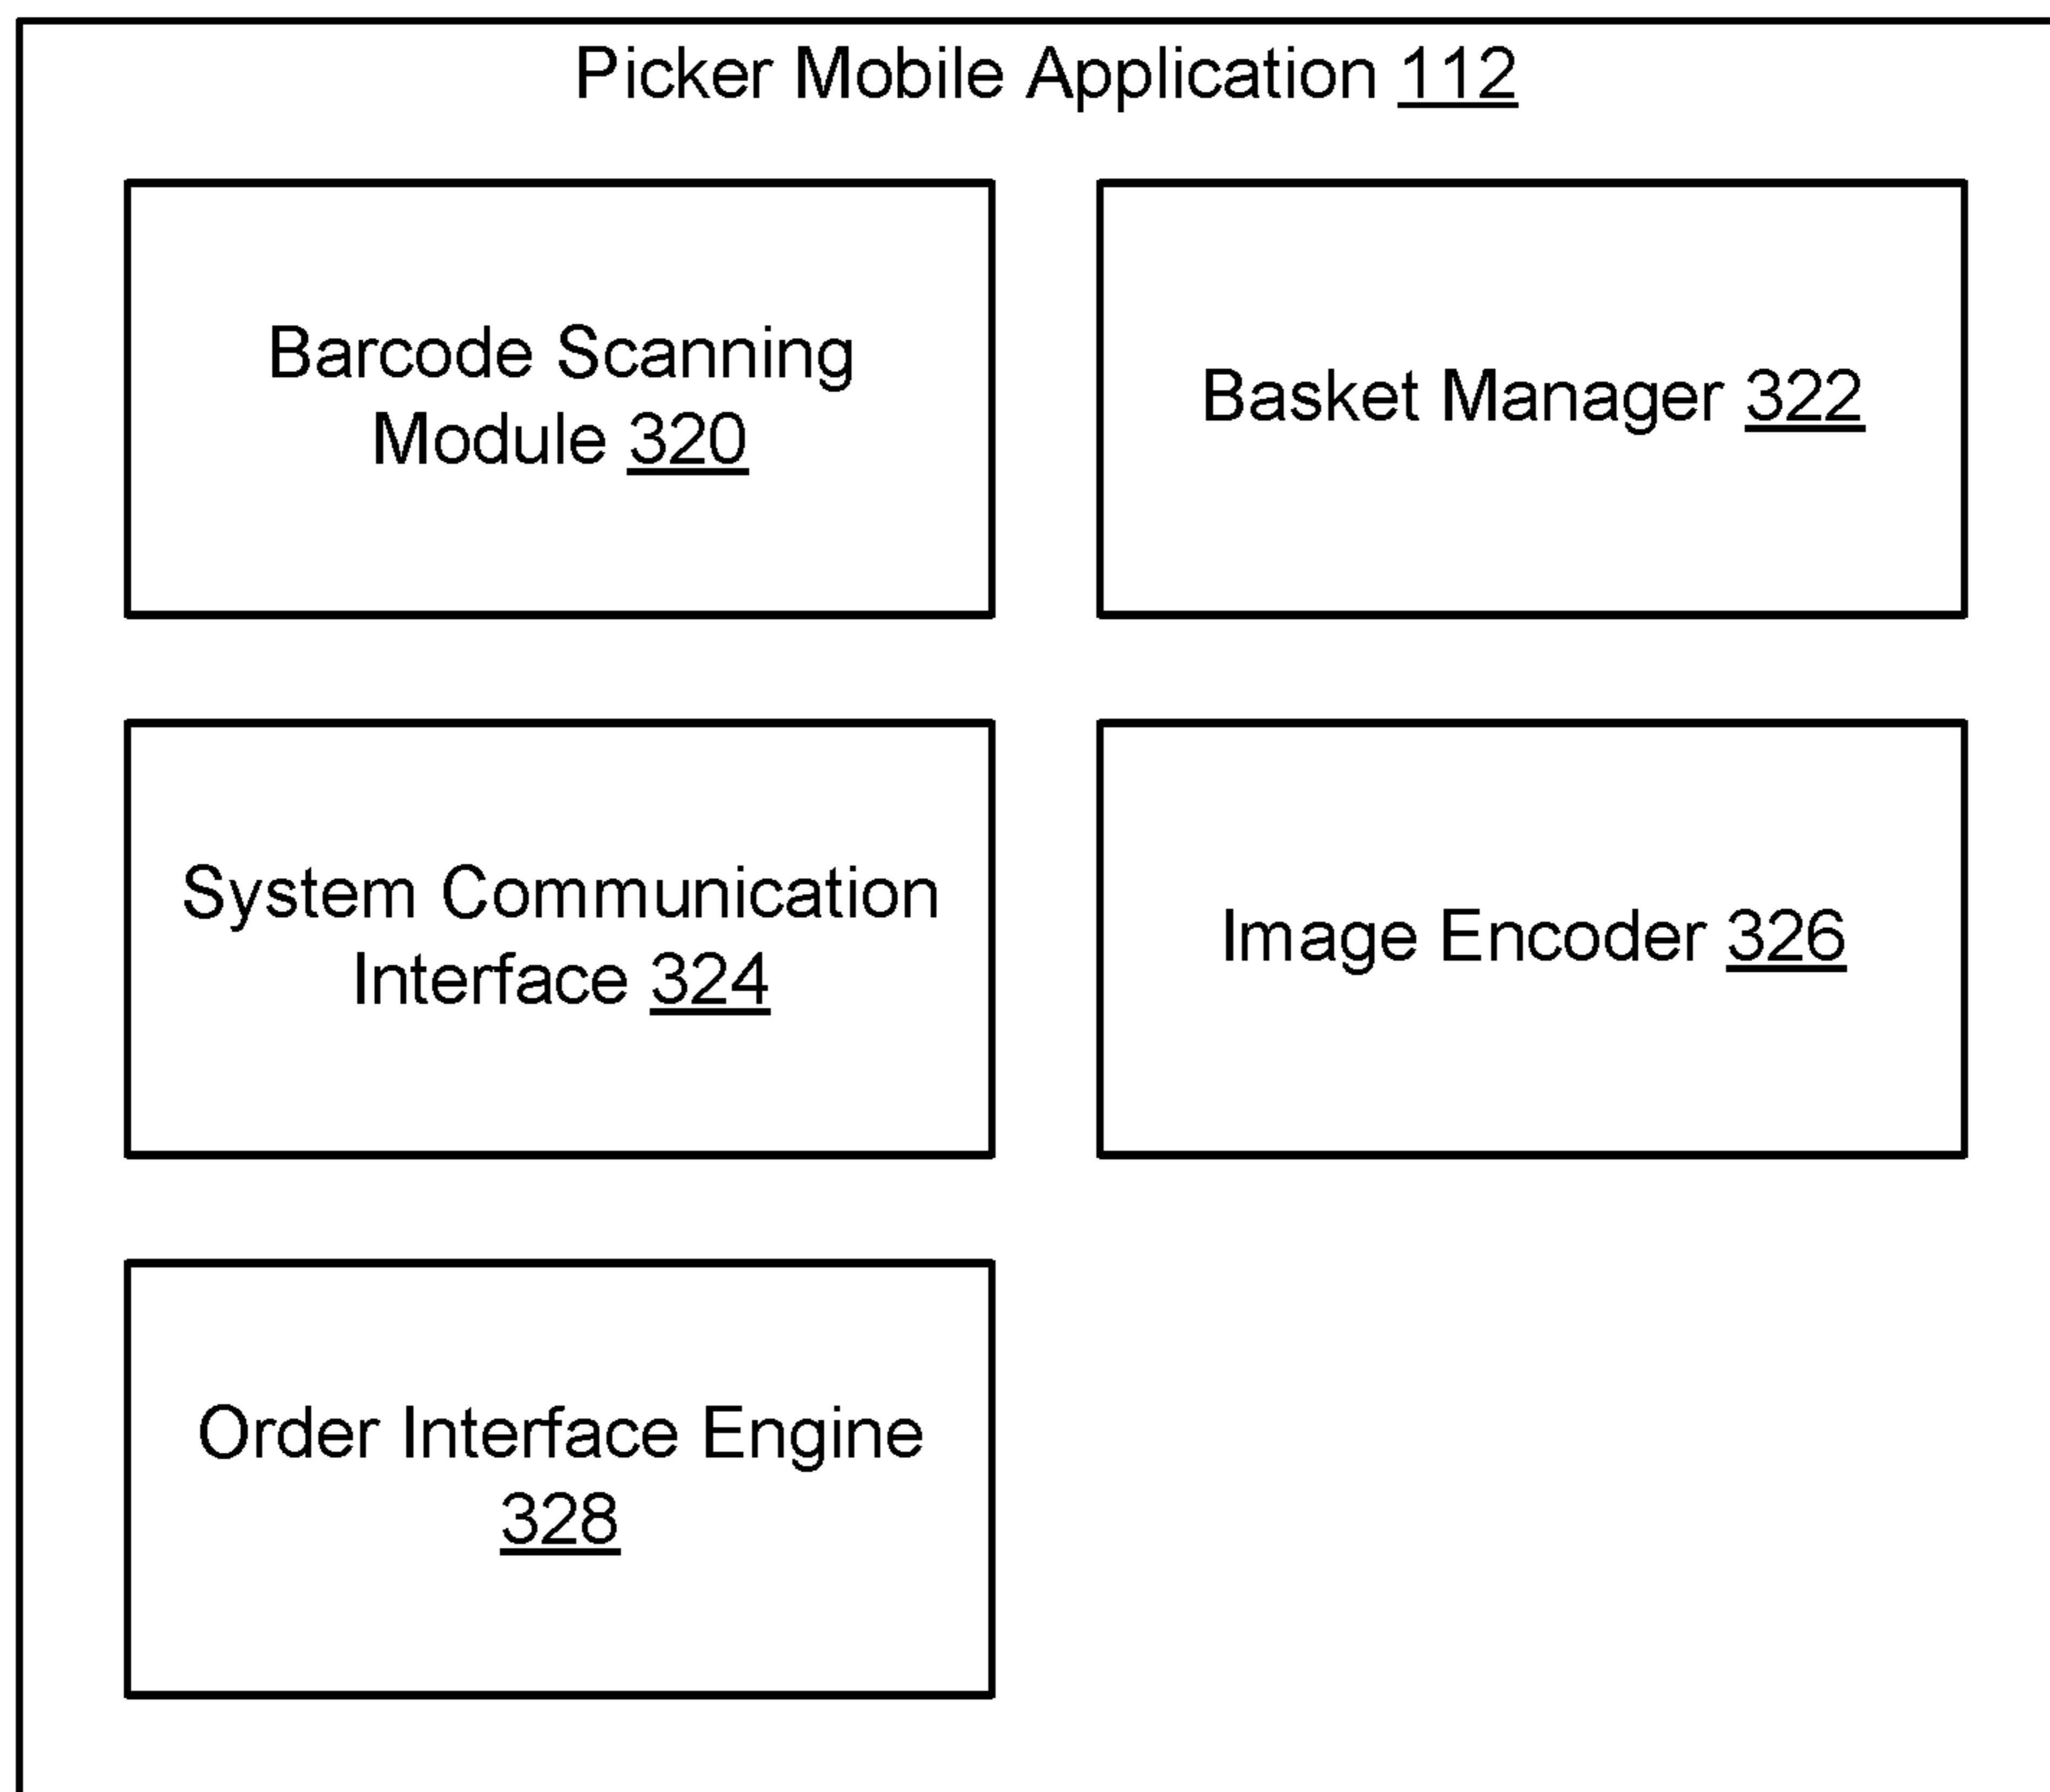 Picker Mobile Application 112
Barcode Scanning
Module 320
Basket Manager 322
System Communication
Interface 324
Image Encoder 326
Order Interface Engine
328